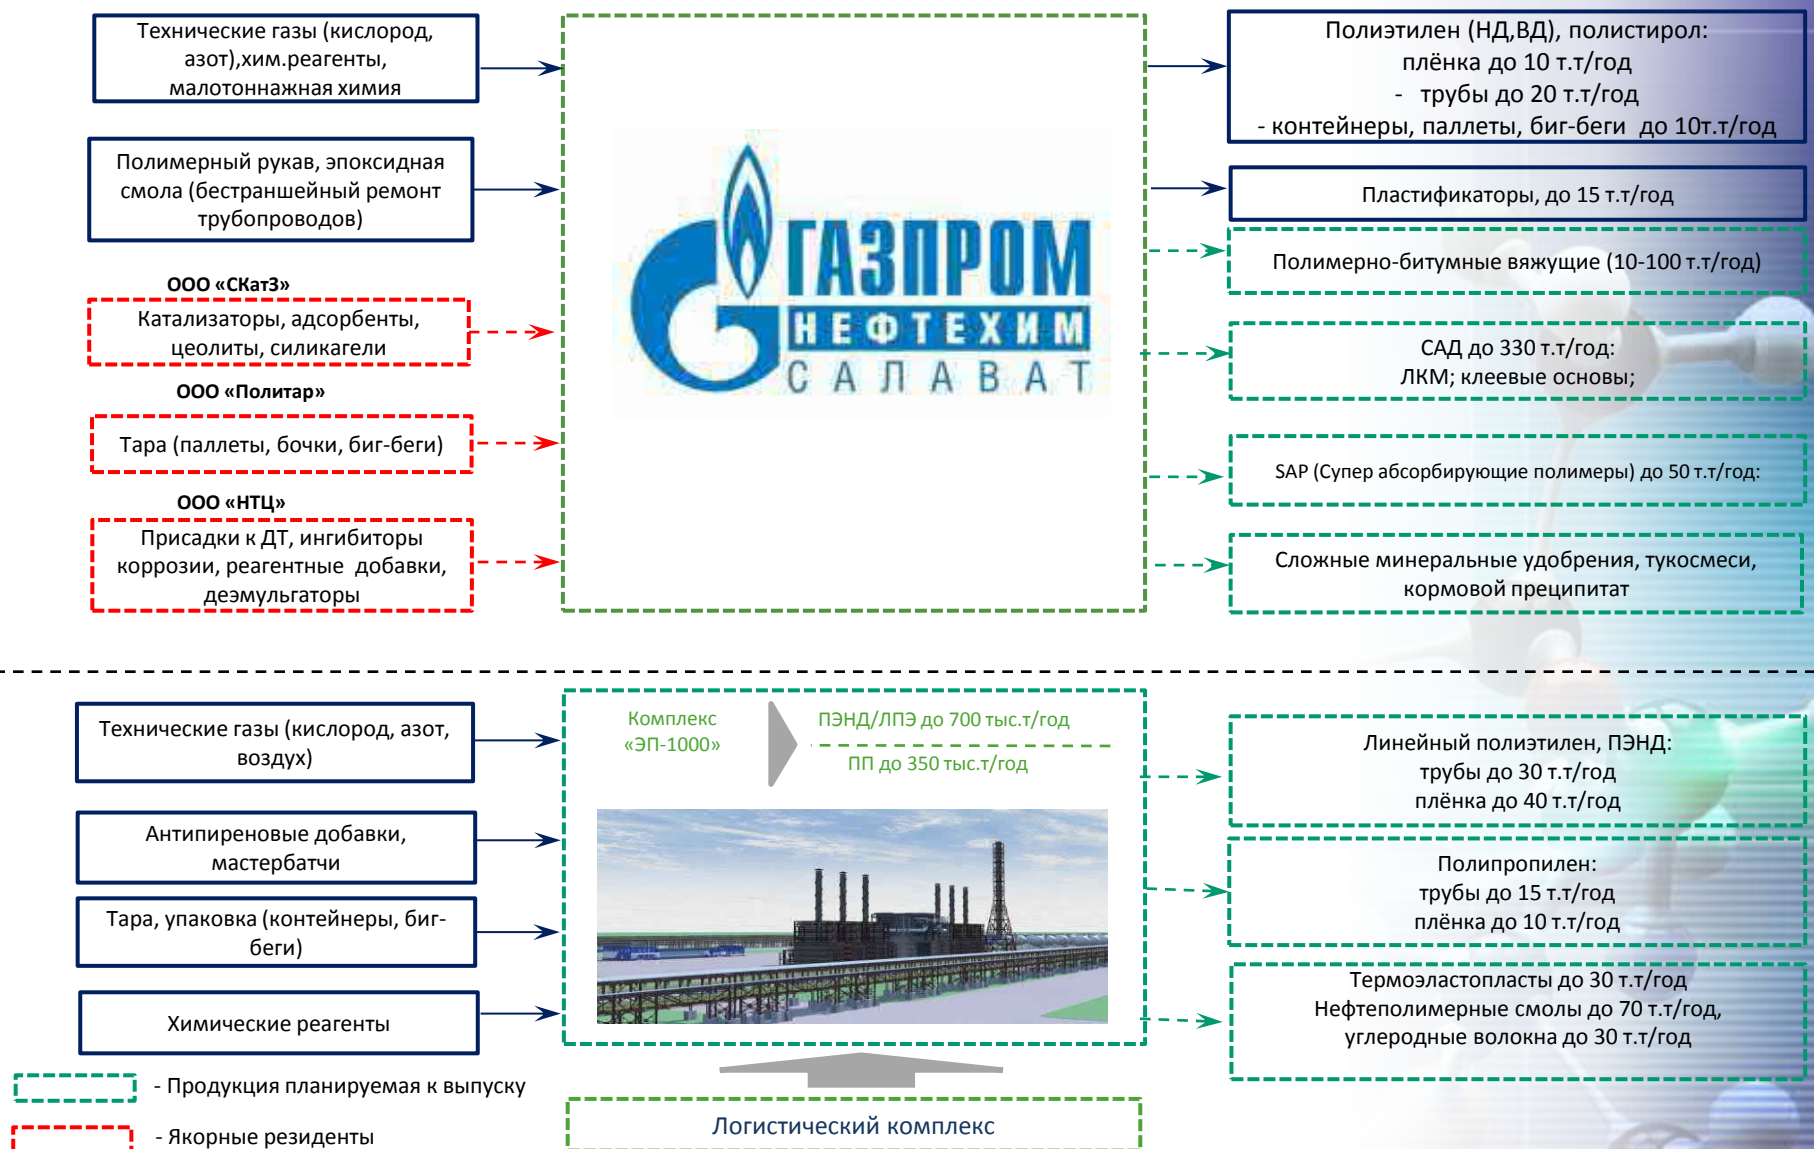 Технические газы (кислород,
азот),хим.реагенты,
малотоннажная химия
Полимерный рукав, эпоксидная
смола (бестраншейный ремонт
трубопроводов)
ООО «СКатЗ»
Катализаторы, адсорбенты,
цеолиты, силикагели
ООО «Политар»
Тара (паллеты, бочки, биг-беги)
ООО «НТЦ»
Присадки к ДТ, ингибиторы
коррозии, реагентные добавки,
деэмульгаторы
ГАЗПРОМ
НЕФТЕХИМ
САЛАВАТ
Полиэтилен (НД,ВД), полистирол:
плёнка до 10 т.т/год
- трубы до 20 т.т/год
- контейнеры, паллеты, биг-беги до 10т.т/год
Пластификаторы, до 15 т.т/год
Полимерно-битумные вяжущие (10-100 т.т/год)
САД до 330 т.т/год:
ЛКМ; клеевые основы;
SAP (Супер абсорбирующие полимеры) до 50 т.т/год:
Сложные минеральные удобрения, тукосмеси,
кормовой преципитат
Технические газы (кислород, азот,
воздух)
Антипиреновые добавки,
мастербатчи
Тара, упаковка (контейнеры, биг-
беги)
Химические реагенты
Комплекс
«ЭП-1000»
ПЭНД/ЛПЭ до 700 тыс.т/год
ПП до 350 тыс.т/год
Линейный полиэтилен, ПЭНД:
трубы до 30 т.т/год
плёнка до 40 т.т/год
Полипропилен:
трубы до 15 т.т/год
плёнка до 10 т.т/год
Термоэластопласты до 30 т.т/год
Нефтеполимерные смолы до 70 т.т/год,
углеродные волокна до 30 т.т/год
- Продукция планируемая к выпуску
- Якорные резиденты
Логистический комплекс